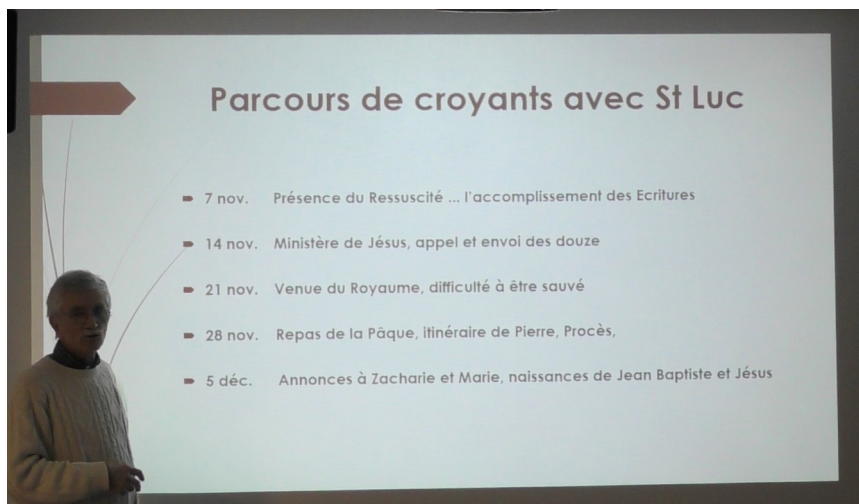 Parcours de croyants avec St Luc
7 nov. Présence du Ressuscité ... l'accomplissement des Ecritures
14 nov. Ministère de Jésus, appel et envoi des douze
21 nov. Venue du Royaume, difficulté à être sauvé
28 nov. Repas de la Pâque, itinéraire de Pierre, Procès,
5 déc. Annonces à Zacharie et Marie, naissances de Jean Baptiste et Jésus